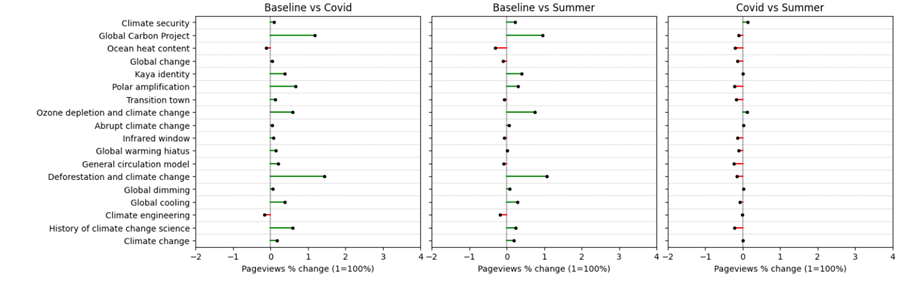 Baseline vs Covid
Baseline vs Summer
Covid vs Summer
Climate security
Global Carbon Project
Ocean heat content
Global change
Kaya identity
Polar amplification
Transition town
Ozone depletion and climate change
Abrupt climate change
Infrared window
Global warming hiatus
General circulation model
Deforestation and climate change
Global dimming
Global cooling
Climate engineering
History of climate change science
Climate change
−2 −1 0 1 2 3 4
−2 −1 0 1 2 3 4
−2 −1 0 1 2 3 4
Pageviews % change (1=100%)
Pageviews % change (1=100%)
Pageviews % change (1=100%)